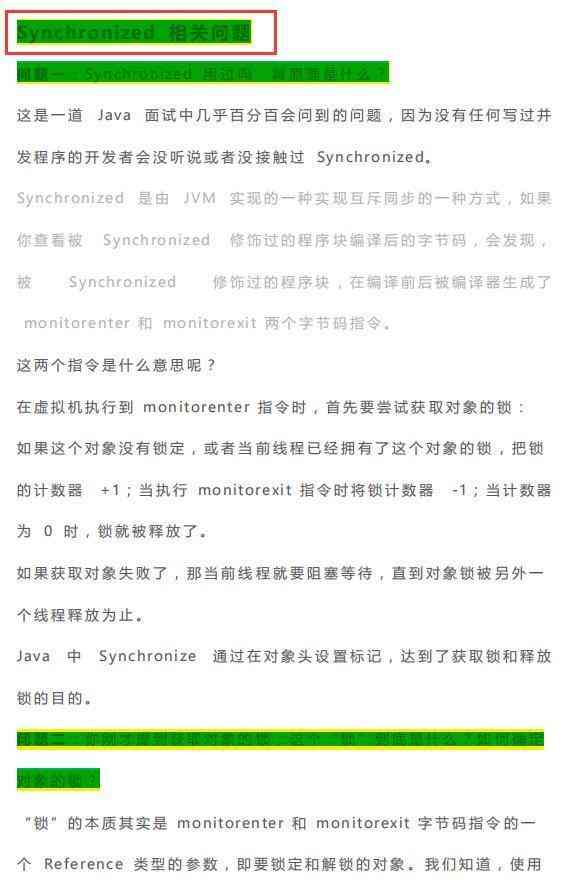 Synchronized 相关问题
问题一：Synchronized 用过吗，其原理是什么？
这是一道 Java 面试中几乎百分百会问到的问题，因为没有任何写过并
发程序的开发者会没听说或者没接触过 Synchronized。
Synchronized 是由 JVM 实现的一种实现互斥同步的一种方式，如果
你查看被 Synchronized 修饰过的程序块编译后的字节码，会发现，
被 Synchronized 修饰过的程序块，在编译前后被编译器生成了
monitorenter 和 monitorexit 两个字节码指令。
这两个指令是什么意思呢？
在虚拟机执行到 monitorenter 指令时，首先要尝试获取对象的锁：
如果这个对象没有锁定，或者当前线程已经拥有了这个对象的锁，把锁
的计数器 +1；当执行 monitorexit 指令时将锁计数器 -1；当计数器
为 0 时，锁就被释放了。
如果获取对象失败了，那当前线程就要阻塞等待，直到对象锁被另外一
个线程释放为止。
Java 中 Synchronize 通过在对象头设置标记，达到了获取锁和释放
锁的目的。
问题二：你刚才提到获取对象的锁，这个“锁”到底是什么？如何确定
对象的锁？
“锁”的本质其实是 monitorenter 和 monitorexit 字节码指令的一
个 Reference 类型的参数，即要锁定和解锁的对象。我们知道，使用